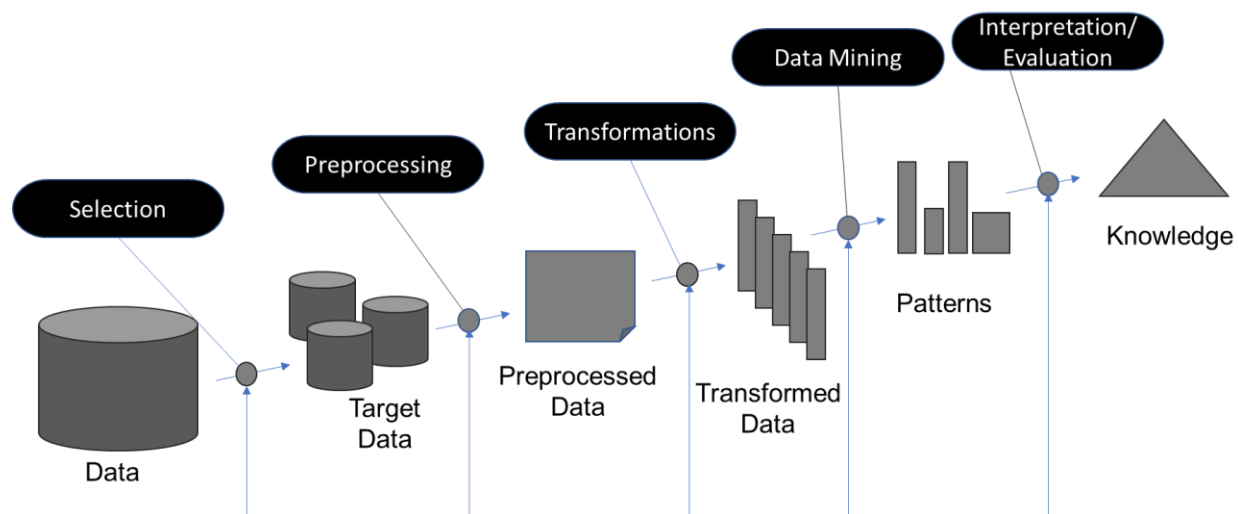 Interpretation/
Evaluation
Data Mining
Transformations
Preprocessing
Selection
Knowledge
Patterns
Preprocessed
Data
Transformed
Data
Target
Data
Data